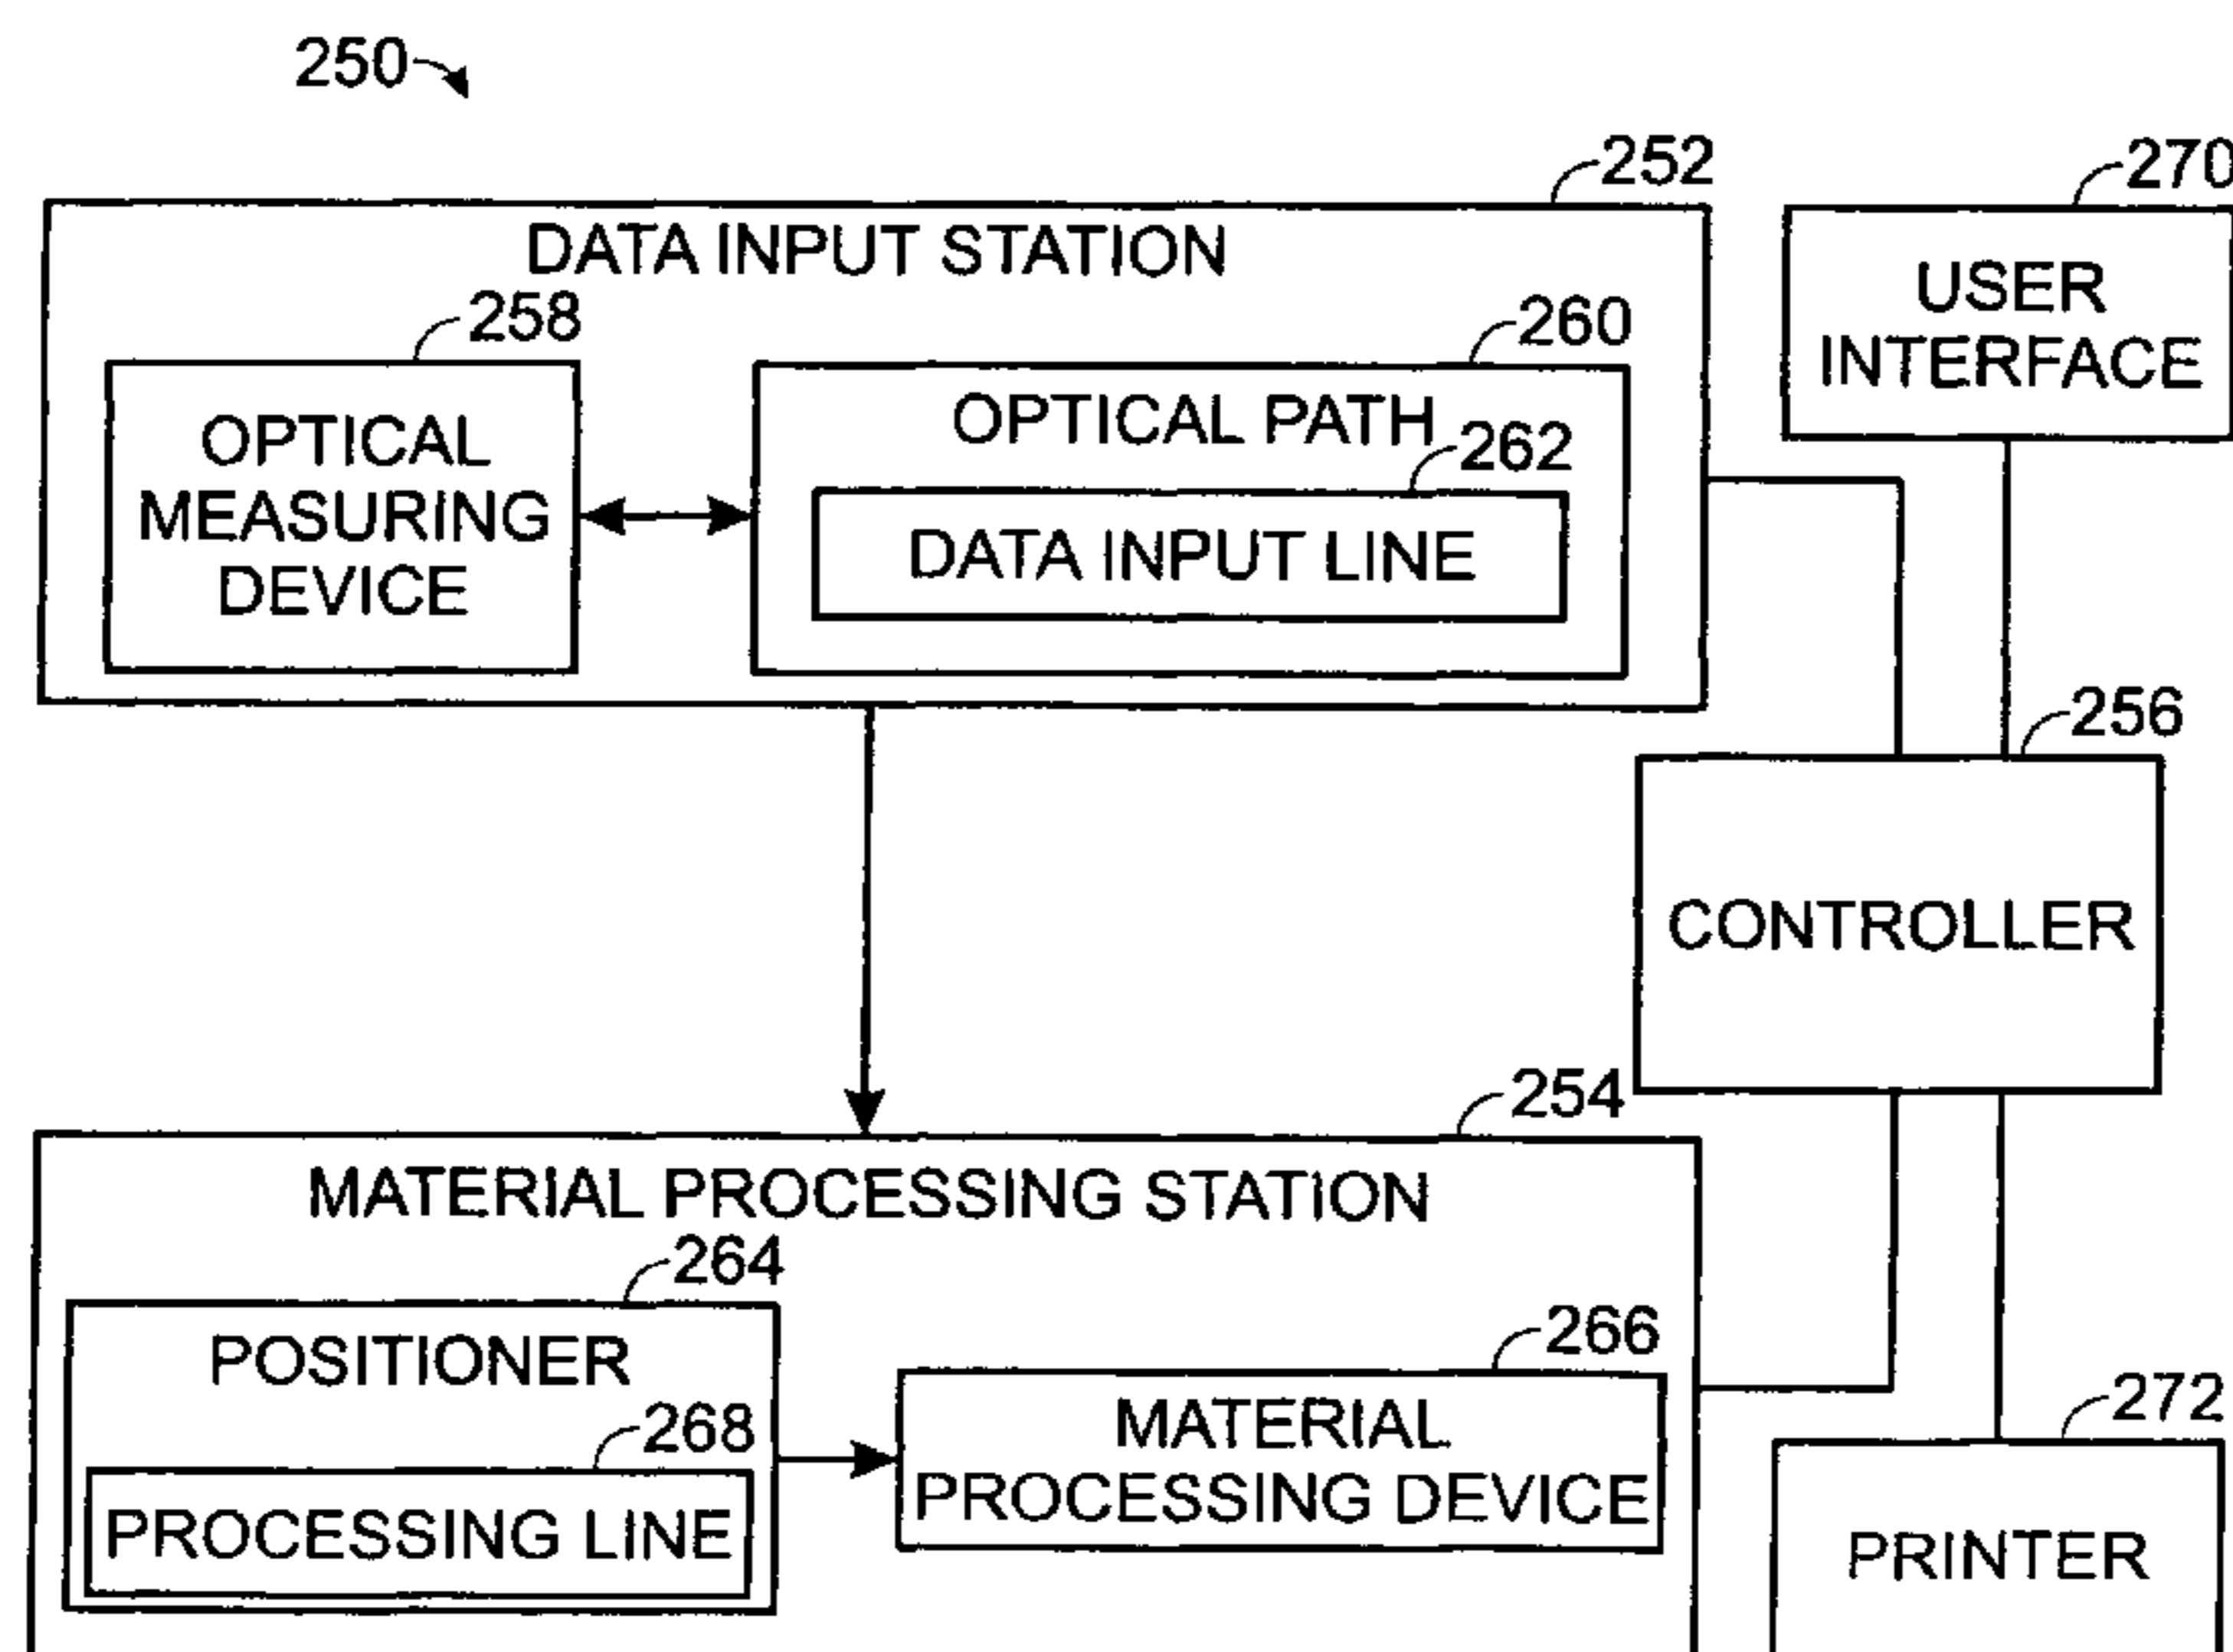 250
252
270
DATA INPUT STATION
USER
INTERFACE
258
260
OPTICAL
MEASURING
DEVICE
OPTICAL PATH
262
DATA INPUT LINE
256
CONTROLLER
254
MATERIAL PROCESSING STATION
264
POSITIONER
266
MATERIAL
PROCESSING DEVICE
268
PROCESSING LINE
272
PRINTER